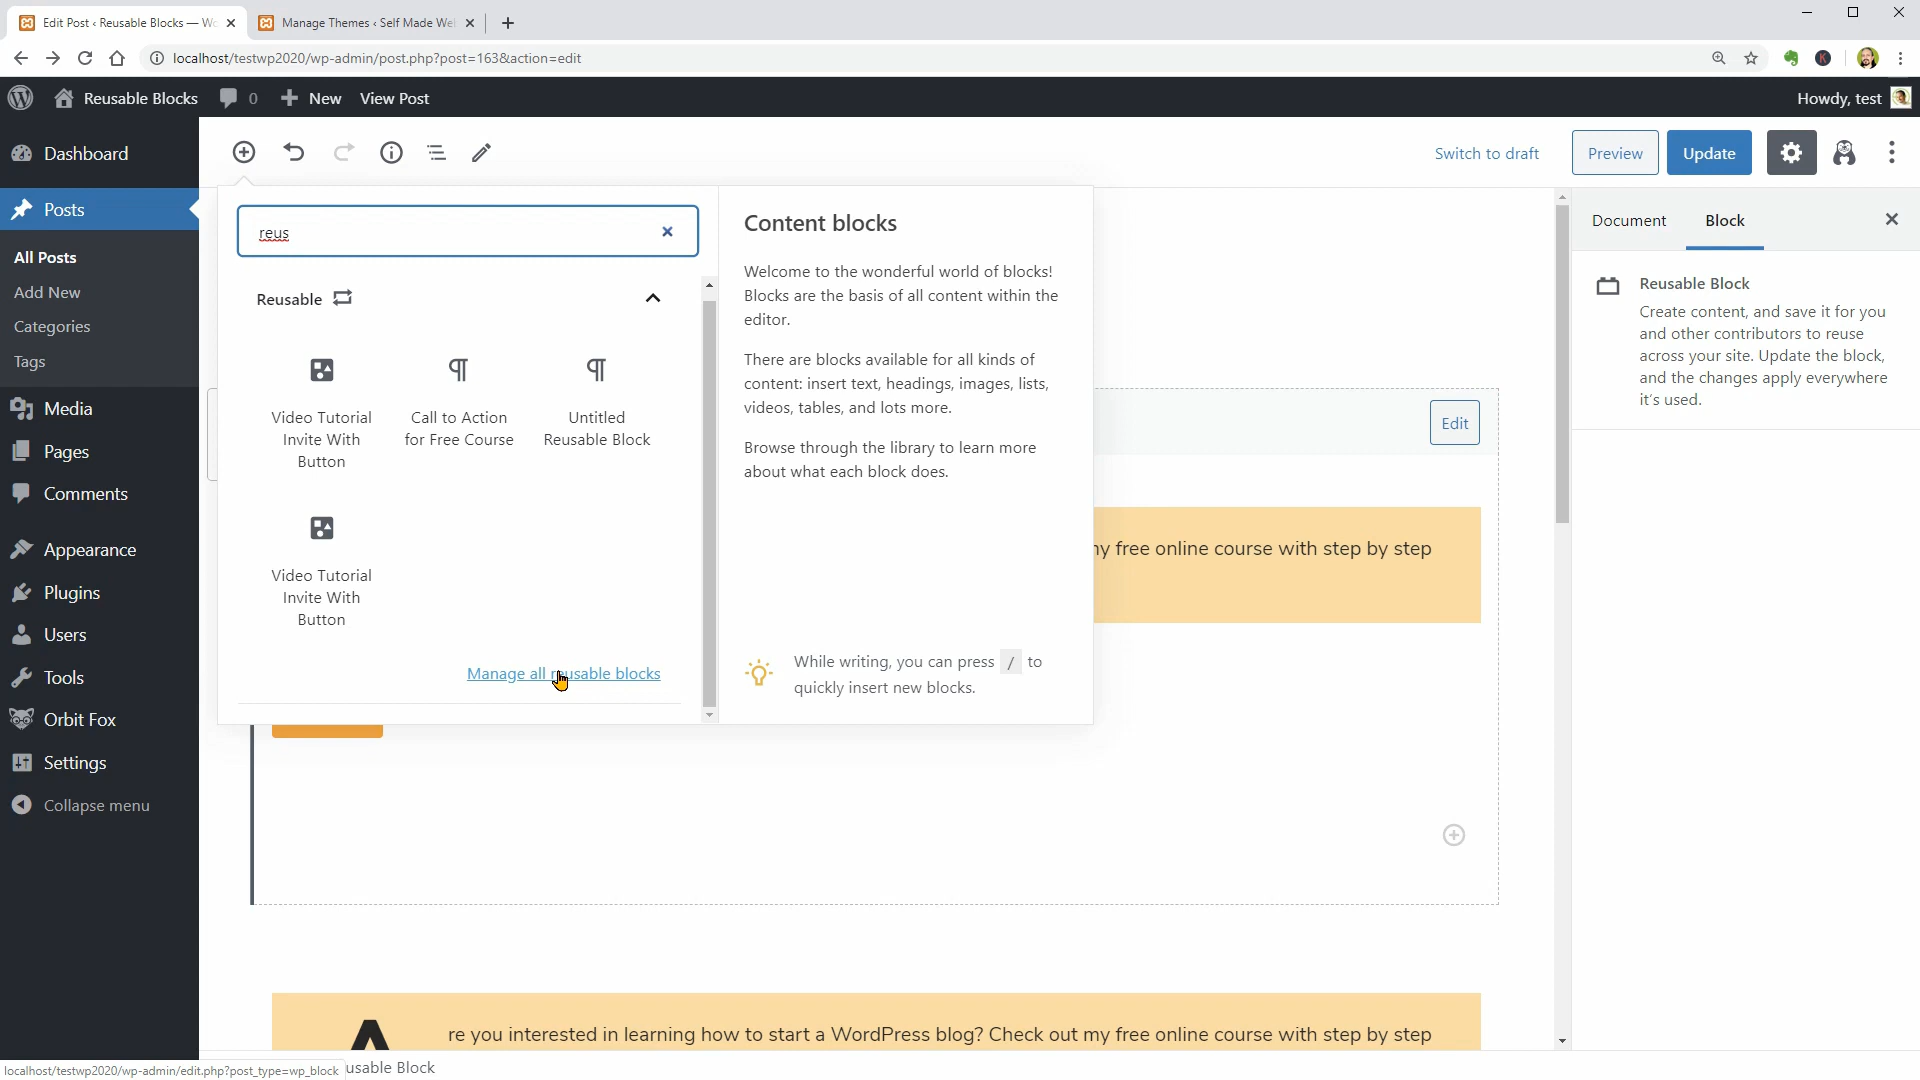 Edit Post ‹ Reusable Blocks — Wo
Manage Themes ‹ Self Made We
localhost/testwp2020/wp-admin/post.php?post=163&action=edit
K
Reusable Blocks
0
New
View Post
Howdy, test
Dashboard
Posts
All Posts
Add New
Categories
Tags
Media
Pages
Comments
Appearance
Plugins
Users
Tools
Orbit Fox
Settings
Collapse menu
Switch to draft
Preview
Update
reus
Reusable
Video Tutorial
Invite With
Button
Call to Action
for Free Course
Untitled
Reusable Block
Video Tutorial
Invite With
Button
Manage all reusable blocks
Content blocks
Welcome to the wonderful world of blocks!
Blocks are the basis of all content within the
editor.
There are blocks available for all kinds of
content: insert text, headings, images, lists,
videos, tables, and lots more.
Browse through the library to learn more
about what each block does.
While writing, you can press / to
quickly insert new blocks.
Edit
my free online course with step by step
A
re you interested in learning how to start a WordPress blog? Check out my free online course with step by step
Document
Block
Reusable Block
Create content, and save it for you
and other contributors to reuse
across your site. Update the block,
and the changes apply everywhere
it's used.
localhost/testwp2020/wp-admin/edit.php?post_type=wp_block
usable Block